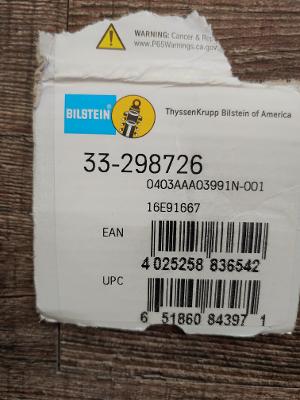 WARNING: Cancer & Rep
www.P65Warnings.ca.gov
BILSTEIN
ThyssenKrupp Bilstein of America
33-298726
0403AAA03991N-001
16E91667
EAN
4 025258 836542
UPC
6 51860 84397 1